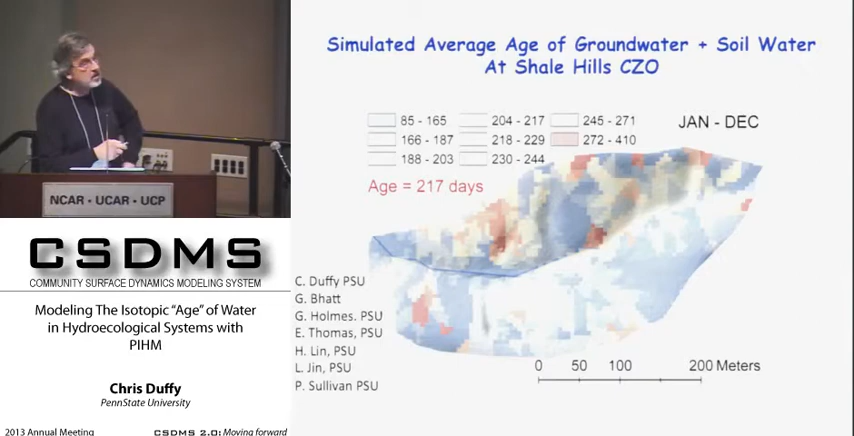 Simulated Average Age of Groundwater + Soil Water
At Shale Hills CZO
85 - 165
166 - 187
188 - 203
204 - 217
218 - 229
230 - 244
245 - 271
272 - 410
JAN - DEC
Age = 217 days
C. Duffy PSU
G. Bhatt
G. Holmes. PSU
E. Thomas, PSU
H. Lin, PSU
L. Jin, PSU
P. Sullivan PSU
0 50 100 200 Meters
NCAR • UCAR • UCP
CSDMS
COMMUNITY SURFACE DYNAMICS MODELING SYSTEM
Modeling The Isotopic “Age” of Water
in Hydroecological Systems with
PIHM
Chris Duffy
PennState University
2013 Annual Meeting
CSDMS 2.0: Moving forward